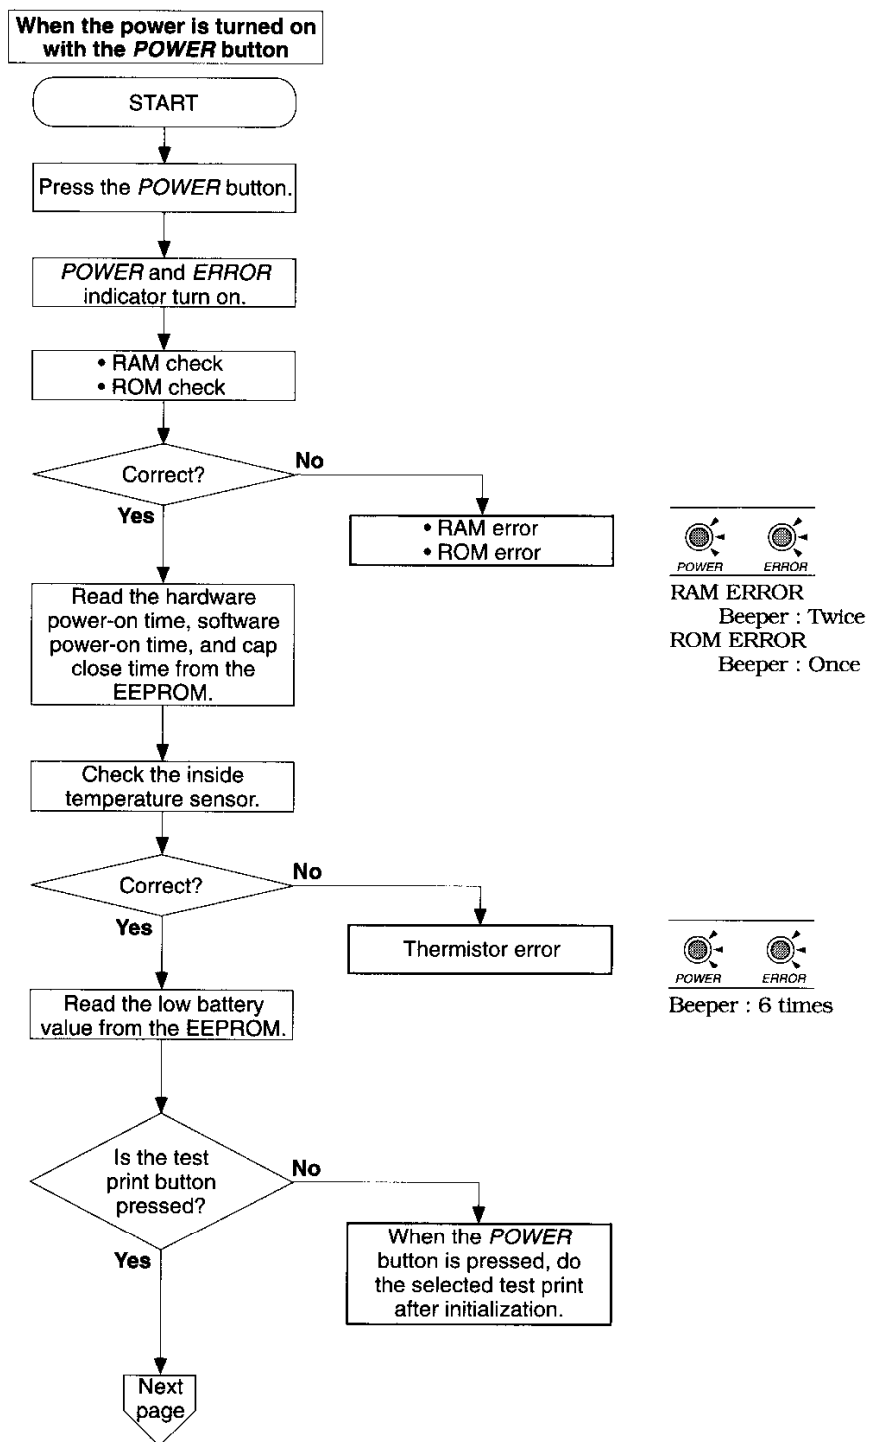 When the power is turned on
with the POWER button
START
Press the POWER button.
POWER and ERROR
indicator turn on.
• RAM check
• ROM check
Correct?
No
Yes
• RAM error
• ROM error
POWER
ERROR
RAM ERROR
Beeper : Twice
ROM ERROR
Beeper : Once
Read the hardware
power-on time, software
power-on time, and cap
close time from the
EEPROM.
Check the inside
temperature sensor.
Correct?
No
Yes
Thermistor error
POWER
ERROR
Beeper : 6 times
Read the low battery
value from the EEPROM.
Is the test
print button
pressed?
No
Yes
When the POWER
button is pressed, do
the selected test print
after initialization.
Next
page